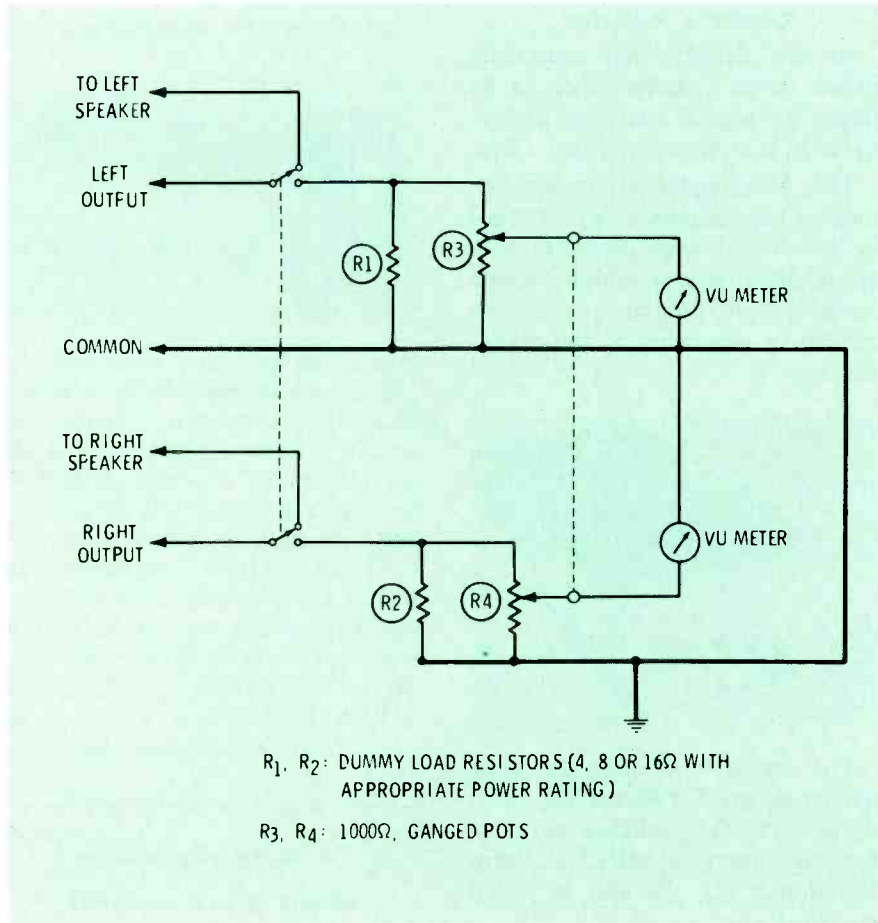 TO LEFT
SPEAKER
LEFT
OUTFUT
R1
R3
VU METER
COMMON
TO RIGHT
SPEAKER
RIGHT
OUTPUT
R2
R4
VU METER
R1, R2: DUMMY LOAD RESISTORS (4, 8 OR 16Ω WITH
APPROPRIATE POWER RATING)
R3, R4: 1000Ω, GANGED POTS